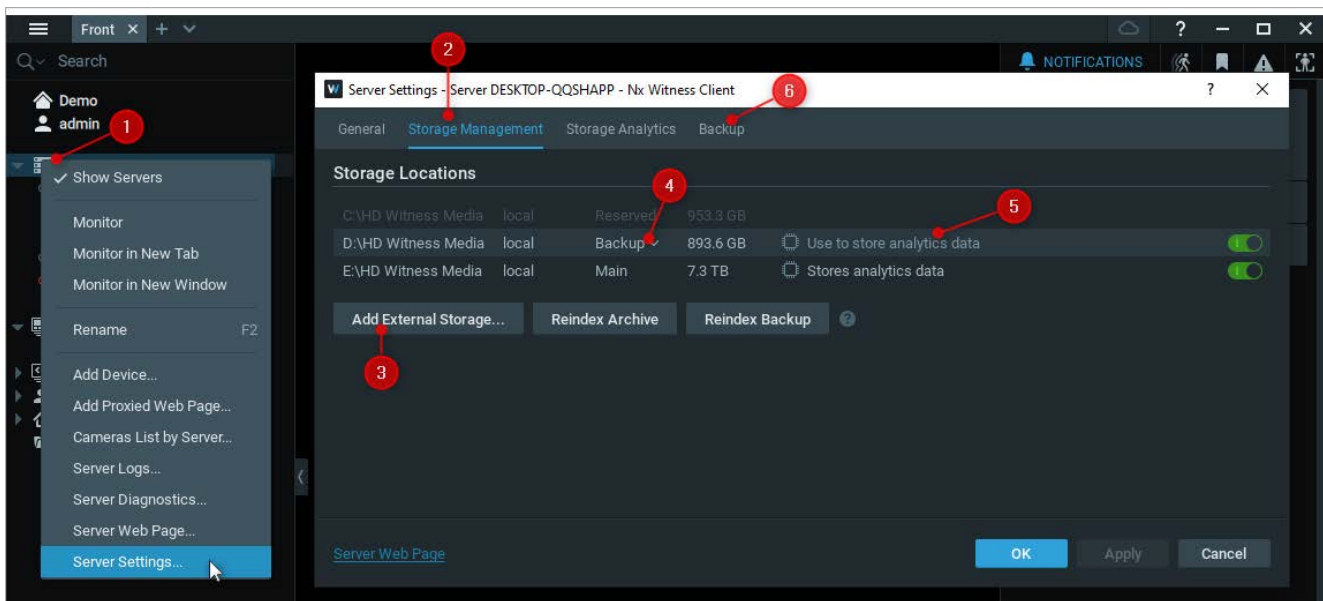 Front
Search
NOTIFICATIONS
Demo
admin
1
2
6
W Server Settings - Server DESKTOP-QQSHAPP - Nx Witness Client
General Storage Management Storage Analytics Backup
Show Servers
Monitor
Monitor in New Tab
Monitor in New Window
Rename F2
Add Device...
Add Proxied Web Page...
Cameras List by Server...
Server Logs...
Server Diagnostics...
Server Web Page...
Server Settings...
Storage Locations
4
5
C:\HD Witness Media local Reserved 953.3 GB
D:\HD Witness Media local Backup 893.6 GB Use to store analytics data
E:\HD Witness Media local Main 7.3 TB Stores analytics data
Add External Storage... Reindex Archive Reindex Backup ?
3
Server Web Page
OK Apply Cancel